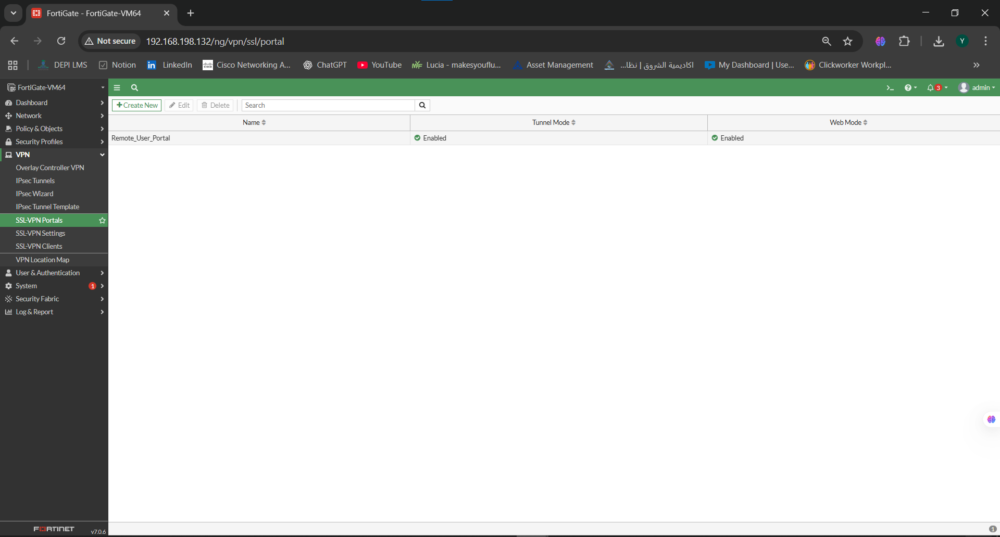 FortiGate - FortiGate-VM64
Not secure
192.168.198.132/ng/vpn/ssl/portal
Y
DEPI LMS
Notion
LinkedIn
Cisco Networking A...
ChatGPT
YouTube
Lucia - makesyouflu...
Asset Management
اكاديمية الشروق | نظا...
My Dashboard | Use...
Clickworker Workpl...
FortiGate-VM64
3
admin
Dashboard
Network
Policy & Objects
Security Profiles
VPN
Overlay Controller VPN
IPsec Tunnels
IPsec Wizard
IPsec Tunnel Template
SSL-VPN Portals
SSL-VPN Settings
SSL-VPN Clients
VPN Location Map
User & Authentication
System 1
Security Fabric
Log & Report
FORTINET v7.0.6
Create New Edit Delete Search
Name Tunnel Mode Web Mode
Remote_User_Portal Enabled Enabled
1